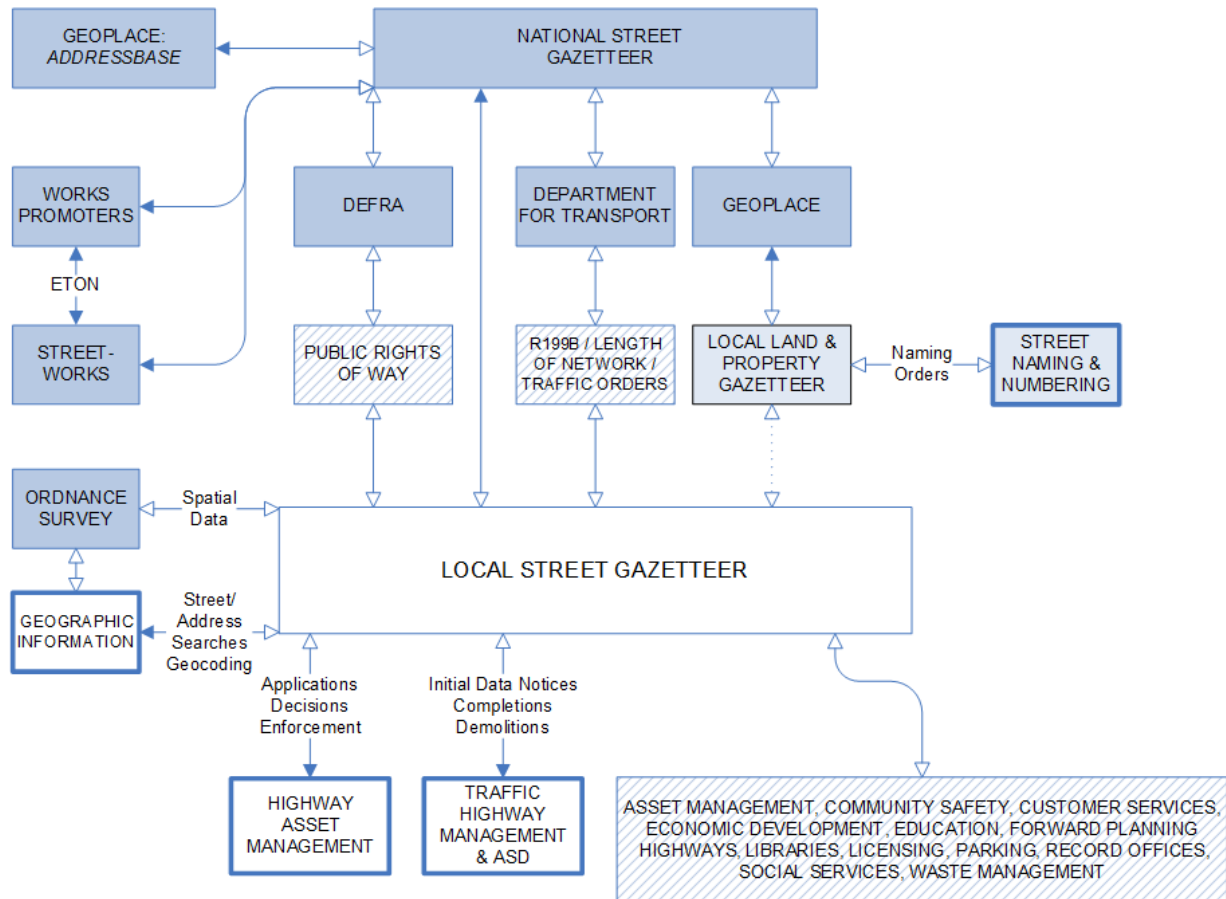 GEOPLACE:
ADDRESSBASE
NATIONAL STREET
GAZETTEER
WORKS
PROMOTERS
DEFRA
DEPARTMENT
FOR TRANSPORT
GEOPLACE
ETON
STREET-
WORKS
PUBLIC RIGHTS
OF WAY
R199B / LENGTH
OF NETWORK /
TRAFFIC ORDERS
LOCAL LAND &
PROPERTY
GAZETTEER
Naming
Orders
STREET
NAMING &
NUMBERING
ORDNANCE
SURVEY
Spatial
Data
LOCAL STREET GAZETTEER
GEOGRAPHIC
INFORMATION
Street/
Address
Searches
Geocoding
Applications
Decisions
Enforcement
Initial Data Notices
Completions
Demolitions
HIGHWAY
ASSET
MANAGEMENT
TRAFFIC
HIGHWAY
MANAGEMENT
& ASD
ASSET MANAGEMENT, COMMUNITY SAFETY, CUSTOMER SERVICES,
ECONOMIC DEVELOPMENT, EDUCATION, FORWARD PLANNING
HIGHWAYS, LIBRARIES, LICENSING, PARKING, RECORD OFFICES,
SOCIAL SERVICES, WASTE MANAGEMENT